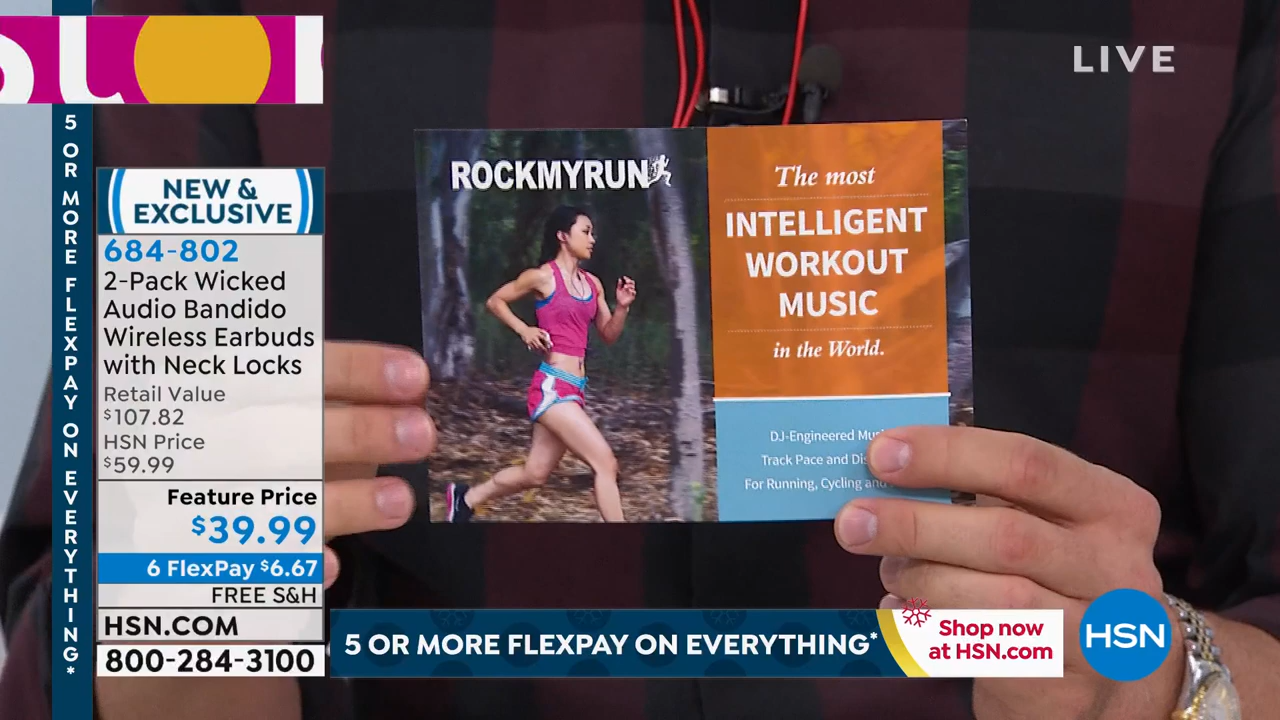 LIVE
5 OR MORE FLEXPAY ON EVERYTHING*
NEW &
EXCLUSIVE
684-802
2-Pack Wicked
Audio Bandido
Wireless Earbuds
with Neck Locks
Retail Value
$107.82
HSN Price
$59.99
Feature Price
$39.99
6 FlexPay $6.67
FREE S&H
HSN.COM
800-284-3100
ROCKMYRUN
The most
INTELLIGENT
WORKOUT
MUSIC
in the World.
DJ-Engineered
Track Pace and
For Running, Cycling and
5 OR MORE FLEXPAY ON EVERYTHING*
Shop now
at HSN.com
HSN